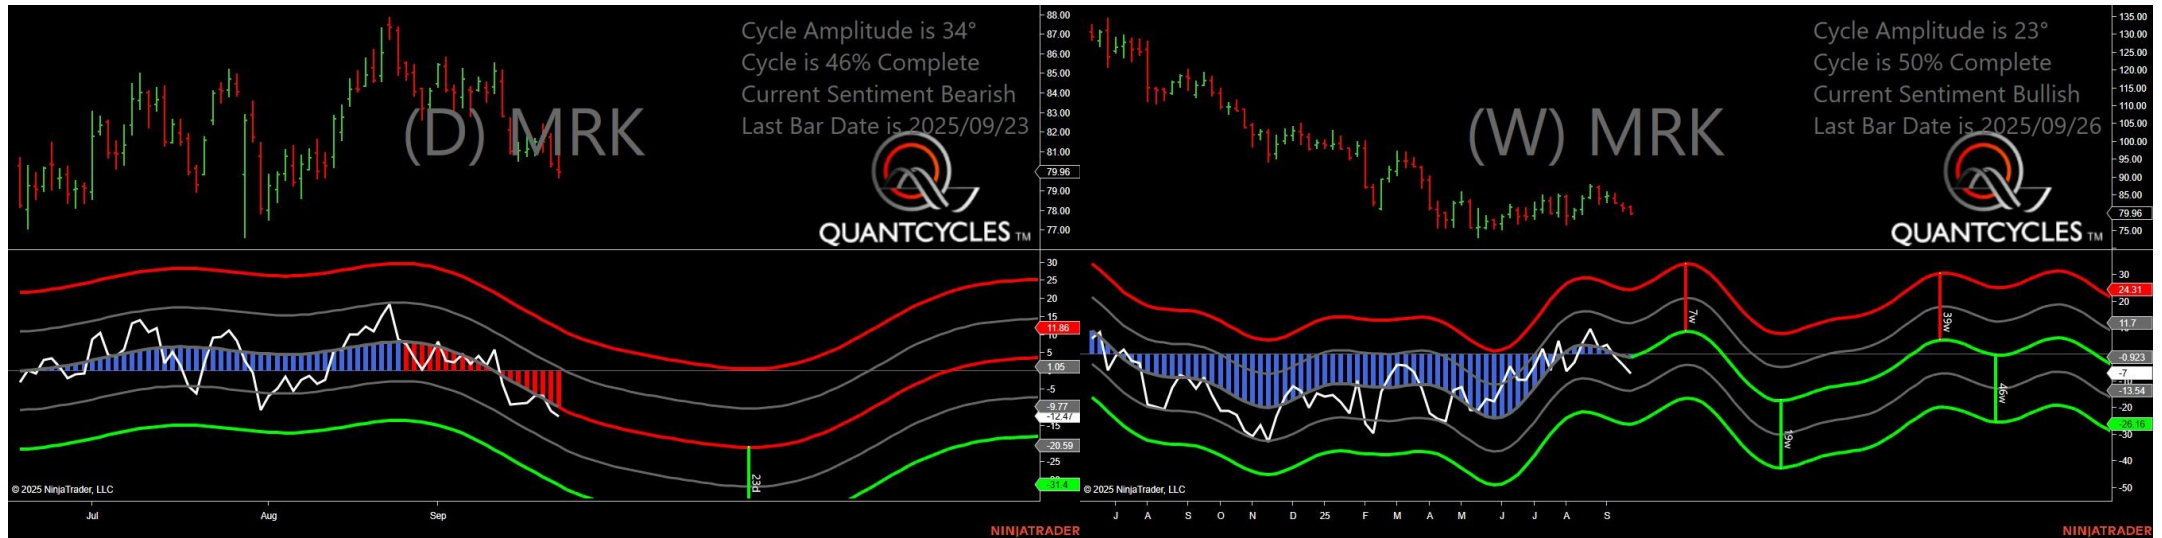 Cycle Amplitude is 34°
Cycle is 46% Complete
Current Sentiment Bearish
Last Bar Date is 2025/09/23
(D) MRK
QUANTCYCLES TM
88.00
87.00
86.00
85.00
84.00
83.00
82.00
81.00
79.96
79.00
78.00
77.00
30
25
20
15
11.86
5
1.05
-5
-9.77
-12.47
-15
-20.59
-25
-31.4
23d
© 2025 NinjaTrader, LLC
Jul Aug Sep
NINJATRADER
Cycle Amplitude is 23°
Cycle is 50% Complete
Current Sentiment Bullish
Last Bar Date is 2025/09/26
(W) MRK
QUANTCYCLES TM
135.00
130.00
125.00
120.00
115.00
110.00
105.00
100.00
95.00
90.00
85.00
79.96
75.00
30
24.31
20
11.7
-0.923
-7
-13.54
-20
-26.16
-30
-40
-50
7w
19w
39w
46w
© 2025 NinjaTrader, LLC
J A S O N D 25 F M A M J J A S
NINJATRADER